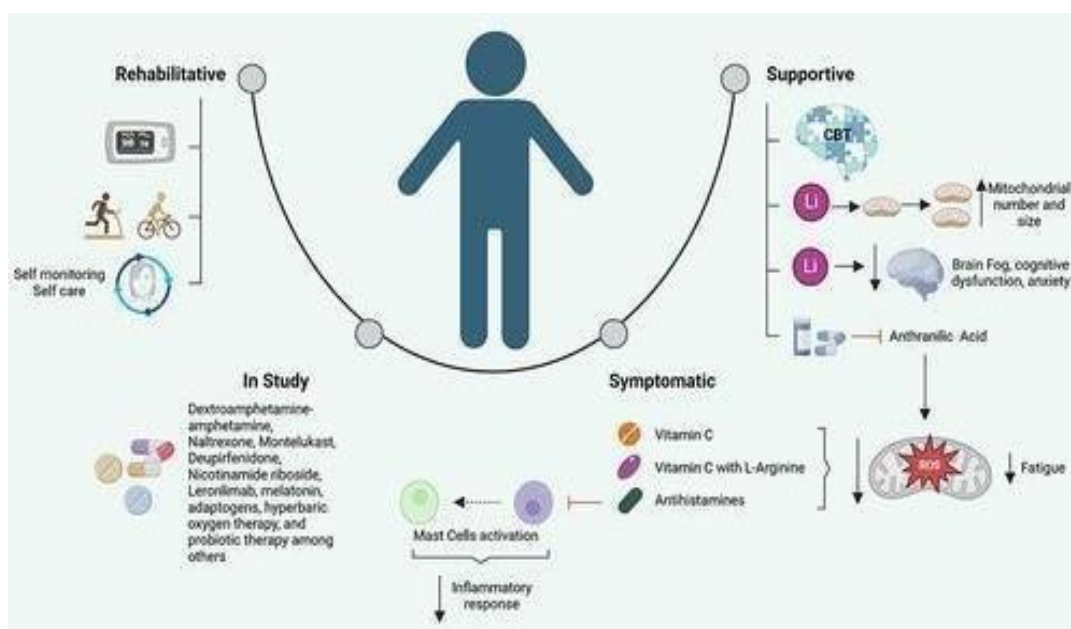 Rehabilitative
Self monitoring
Self care
Supportive
CBT
Li
Mitochondrial
number and
size
Li
Brain Fog, cognitive
dysfunction, anxiety
Anthranilic Acid
In Study
Dextroamphetamine-
amphetamine,
Naltrexone, Montelukast,
Deupirfenidone,
Nicotinamide riboside,
Leronilimab, melatonin,
adaptogens, hyperbaric
oxygen therapy, and
probiotic therapy among
others
Symptomatic
Vitamin C
Vitamin C with L-Arginine
Antihistamines
ROS
Fatigue
Mast Cells activation
Inflammatory
response